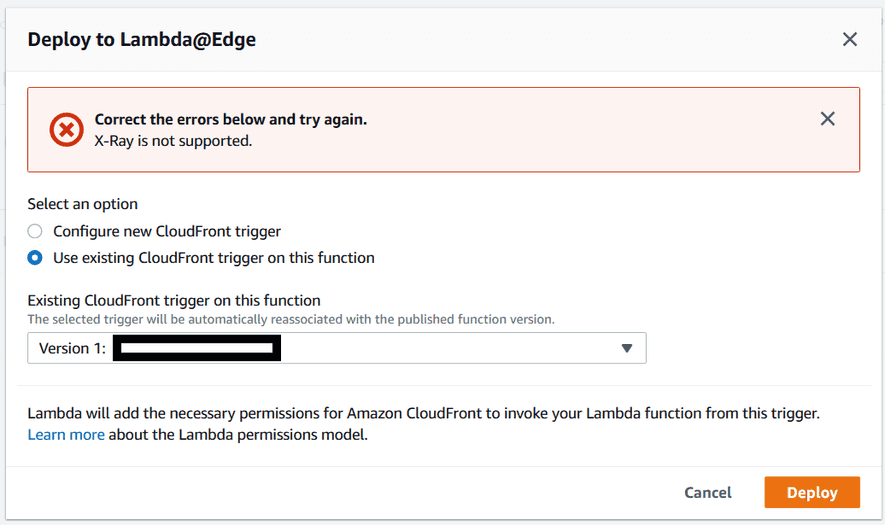 Deploy to Lambda@Edge
Correct the errors below and try again.
X-Ray is not supported.
Select an option
Configure new CloudFront trigger
Use existing CloudFront trigger on this function
Existing CloudFront trigger on this function
The selected trigger will be automatically reassociated with the published function version.
Version 1:
Lambda will add the necessary permissions for Amazon CloudFront to invoke your Lambda function from this trigger.
Learn more about the Lambda permissions model.
Cancel Deploy